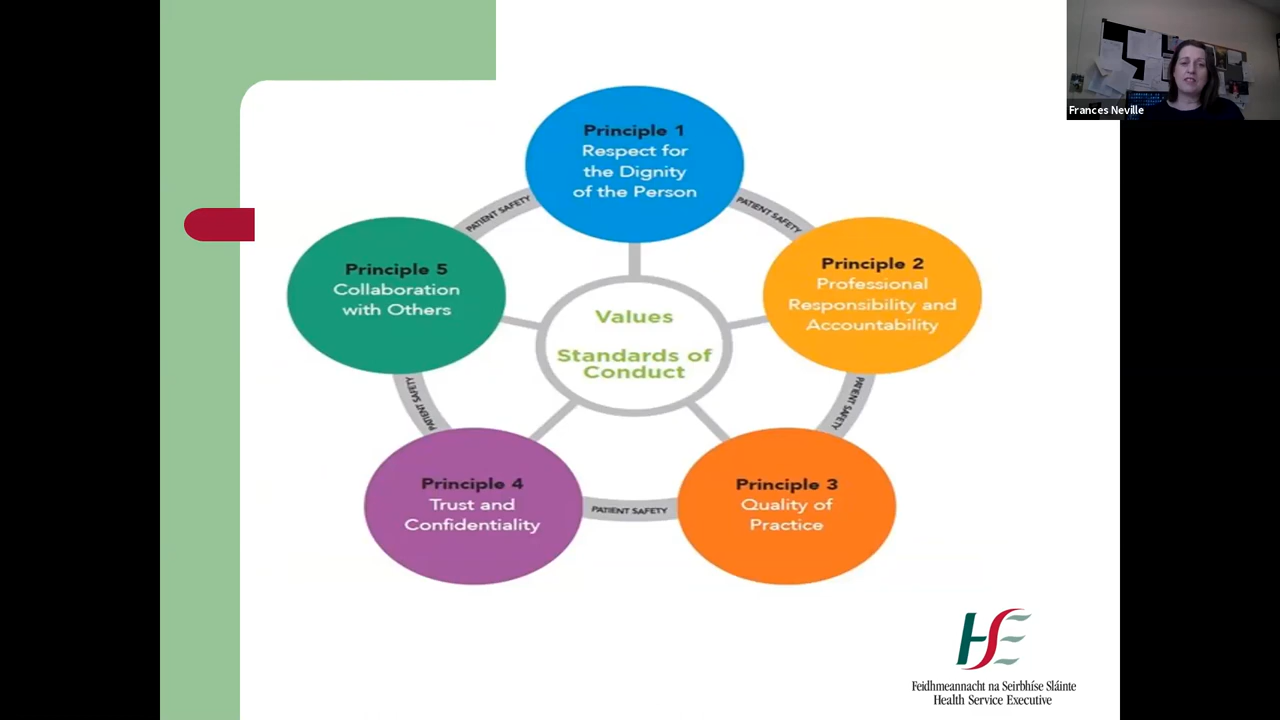 Frances Neville
Principle 1
Respect for
the Dignity
of the Person
PATIENT SAFETY
PATIENT SAFETY
Principle 2
Professional
Responsibility and
Accountability
Principle 5
Collaboration
with Others
Values
Standards of
Conduct
PATIENT SAFETY
PATIENT SAFETY
Principle 4
Trust and
Confidentiality
PATIENT SAFETY
Principle 3
Quality of
Practice
HSE
Feidhmeannacht na Seirbhíse Sláinte
Health Service Executive